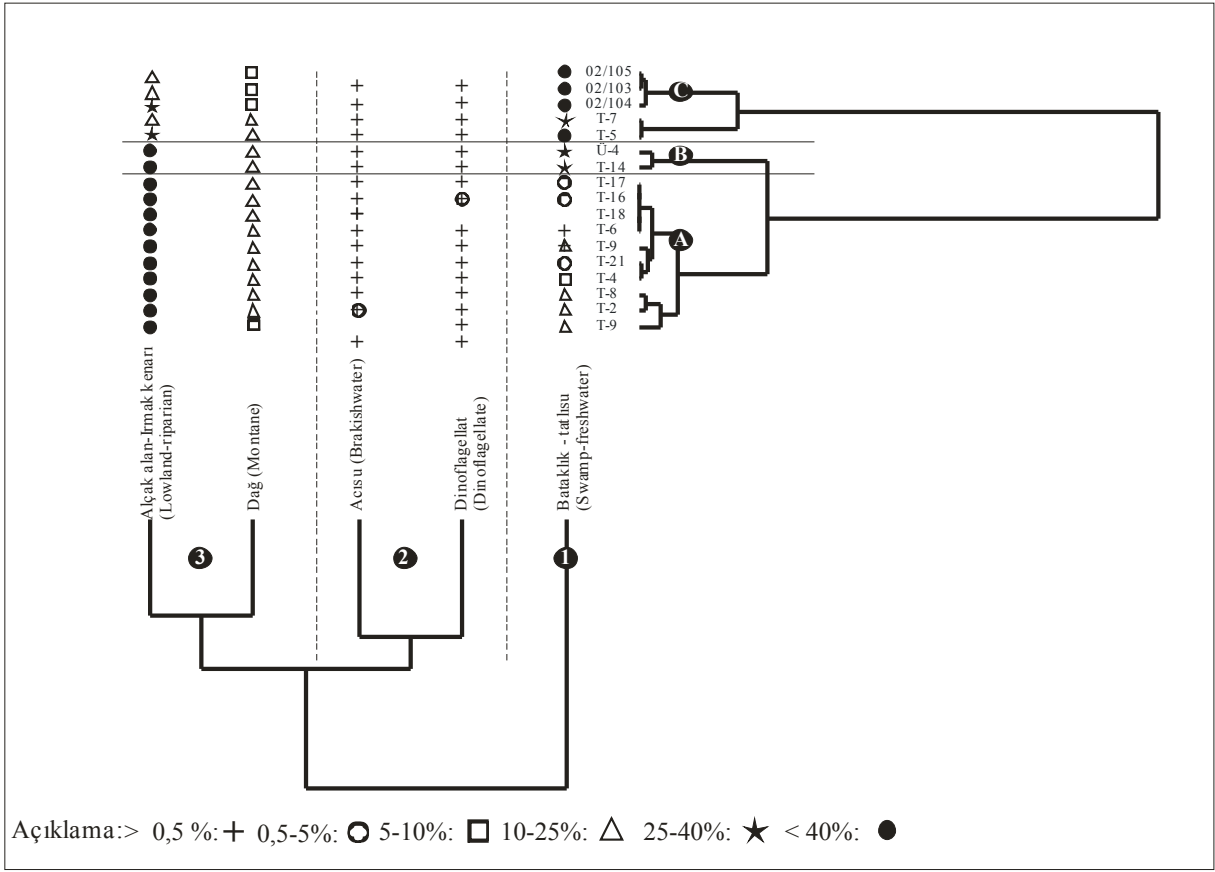 02/105
02/103
02/104
T-7
T-5
Ü-4
T-14
T-17
T-16
T-18
T-6
T-9
T-21
T-4
T-8
T-2
T-9
C
B
A
Alçak alan-Irmak kenarı
(Lowland-riparian)
Dağ (Montane)
Acısu (Brakishwater)
Dinoflagellat
(Dinoflagellate)
Bataklık - tatlısu
(Swamp-freshwater)
3
2
1
Açıklama:> 0,5 %: + 0,5-5%: 5-10%: 10-25%: 25-40%: < 40%: